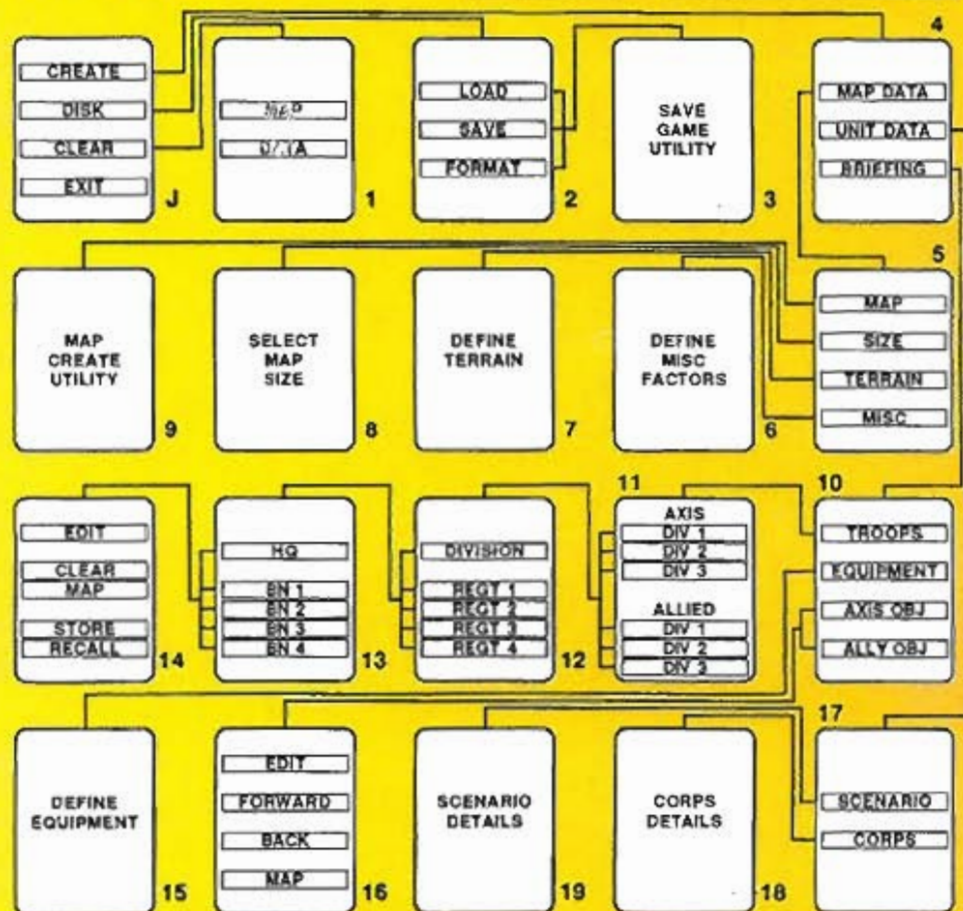 4
CREATE
DISK
CLEAR
EXIT
J
MAP
DATA
1
LOAD
SAVE
FORMAT
2
SAVE
GAME
UTILITY
3
MAP DATA
UNIT DATA
BRIEFING
MAP
CREATE
UTILITY
9
SELECT
MAP
SIZE
8
DEFINE
TERRAIN
7
DEFINE
MISC
FACTORS
6
5
MAP
SIZE
TERRAIN
MISC
EDIT
CLEAR
MAP
STORE
RECALL
14
HQ
BN 1
BN 2
BN 3
BN 4
13
DIVISION
REGT 1
REGT 2
REGT 3
REGT 4
12
11
AXIS
DIV 1
DIV 2
DIV 3
ALLIED
DIV 1
DIV 2
DIV 3
10
TROOPS
EQUIPMENT
AXIS OBJ
ALLY OBJ
DEFINE
EQUIPMENT
15
EDIT
FORWARD
BACK
MAP
16
SCENARIO
DETAILS
19
CORPS
DETAILS
18
17
SCENARIO
CORPS